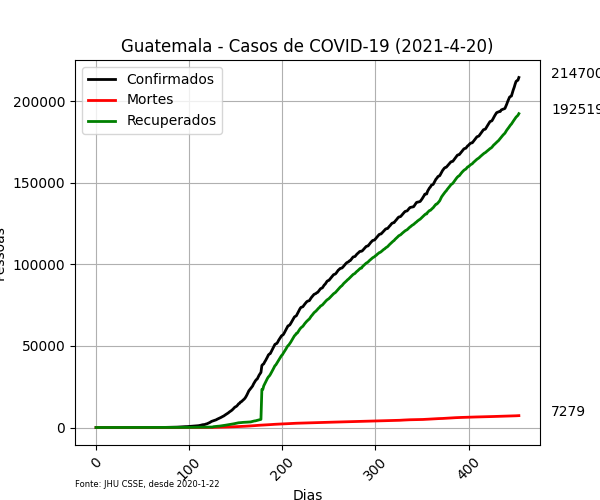 Guatemala - Casos de COVID-19 (2021-4-20)
Confirmados
Mortes
Recuperados
214700
192519
7279
200000
150000
100000
50000
0
0
100
200
300
400
Dias
Fonte: JHU CSSE, desde 2020-1-22